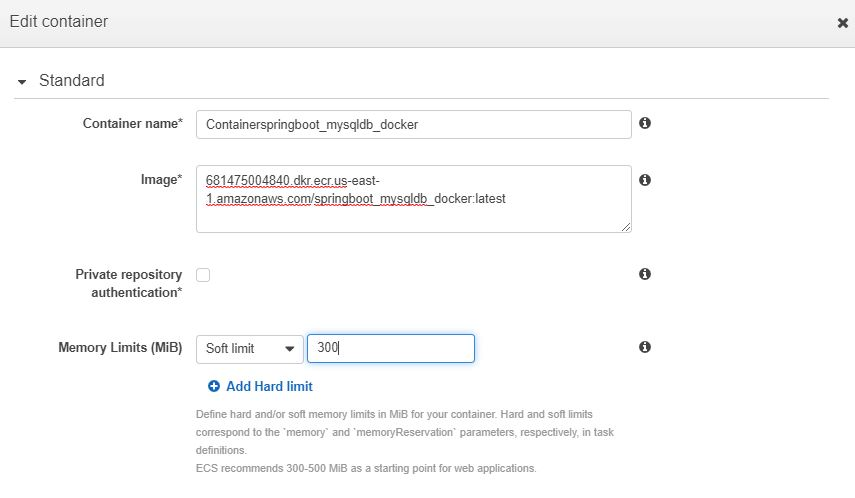 Edit container
Standard
Container name*
Containerspringboot_mysqldb_docker
Image*
681475004840.dkr.ecr.us-east-
1.amazonaws.com/springboot_mysqldb_docker:latest
Private repository
authentication*
Memory Limits (MiB)
Soft limit
300
Add Hard limit
Define hard and/or soft memory limits in MiB for your container. Hard and soft limits
correspond to the `memory` and `memoryReservation` parameters, respectively, in task
definitions.
ECS recommends 300-500 MiB as a starting point for web applications.